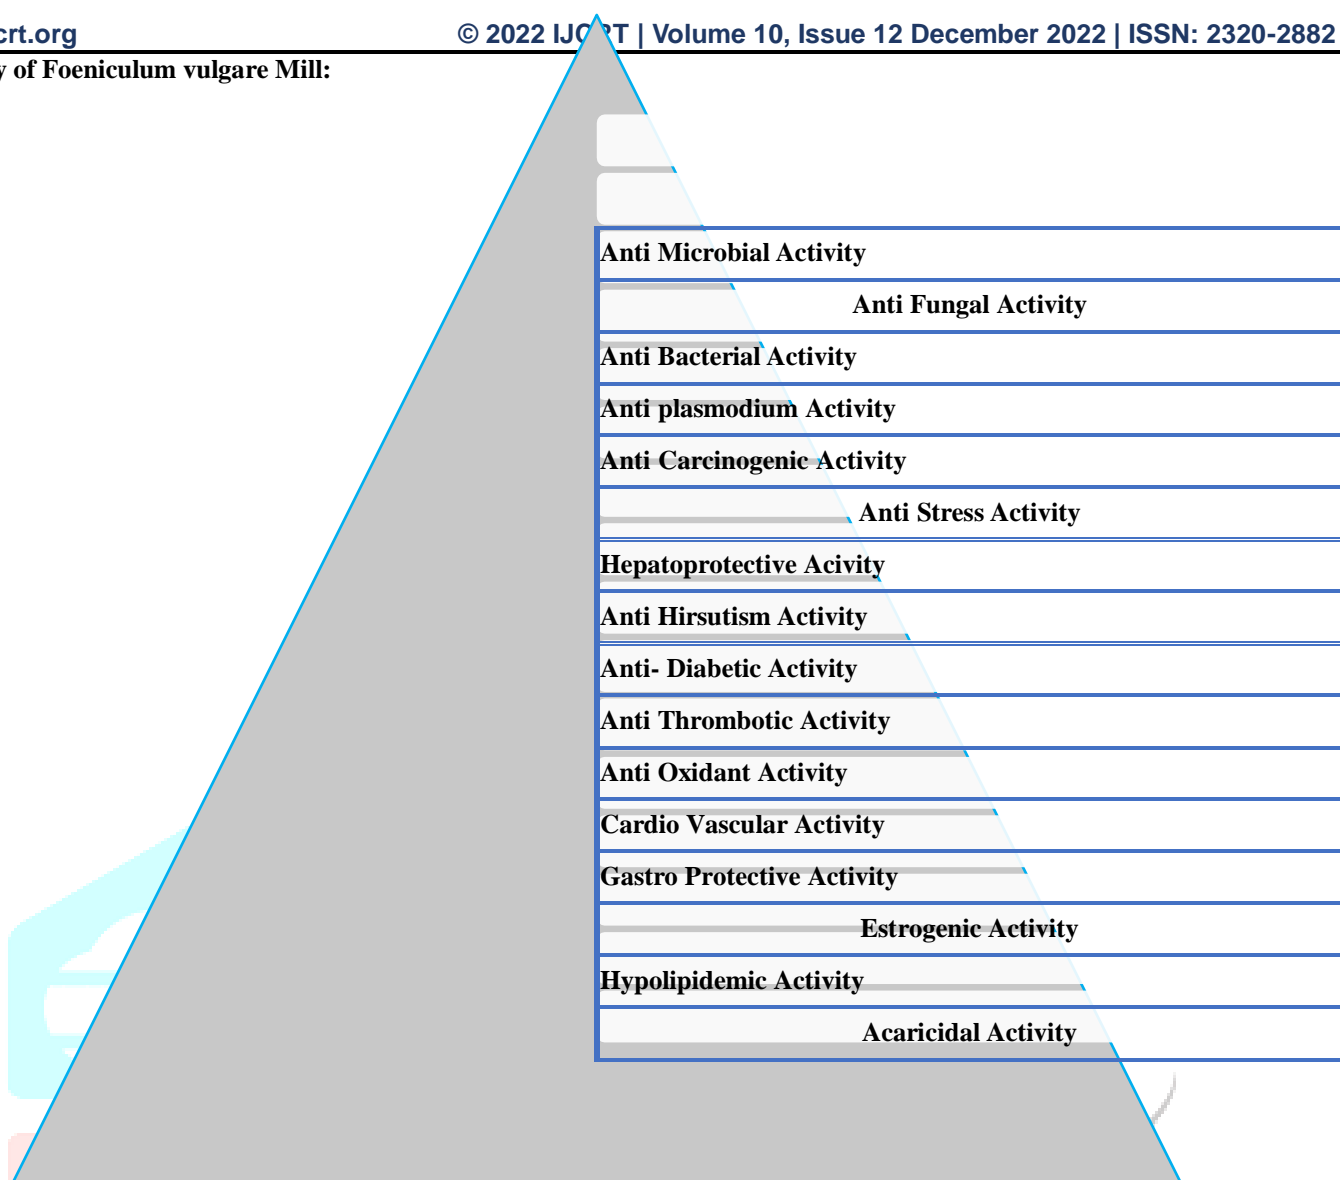 crt.org
© 2022 IJCRT | Volume 10, Issue 12 December 2022 | ISSN: 2320-2882
y of Foeniculum vulgare Mill:
Anti Microbial Activity
Anti Fungal Activity
Anti Bacterial Activity
Anti plasmodium Activity
Anti Carcinogenic Activity
Anti Stress Activity
Hepatoprotective Acivity
Anti Hirsutism Activity
Anti- Diabetic Activity
Anti Thrombotic Activity
Anti Oxidant Activity
Cardio Vascular Activity
Gastro Protective Activity
Estrogenic Activity
Hypolipidemic Activity
Acaricidal Activity